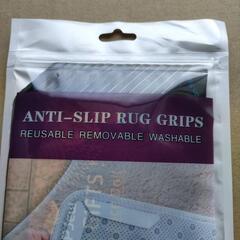 ANTI-SLIP RUG GRIPS
REUSABLE REMOVABLE WASHABLE